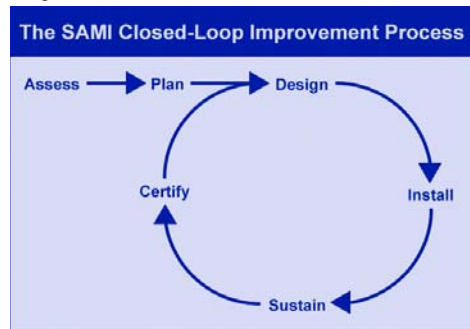 The SAMI Closed-Loop Improvement Process
Assess Plan Design
Certify Install
Sustain